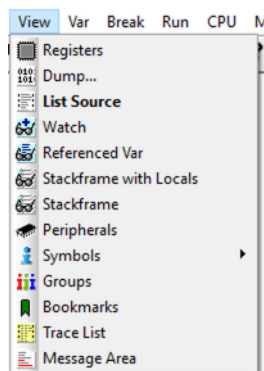 View Var Break Run CPU
Registers
Dump...
List Source
Watch
Referenced Var
Stackframe with Locals
Stackframe
Peripherals
Symbols
Groups
Bookmarks
Trace List
Message Area